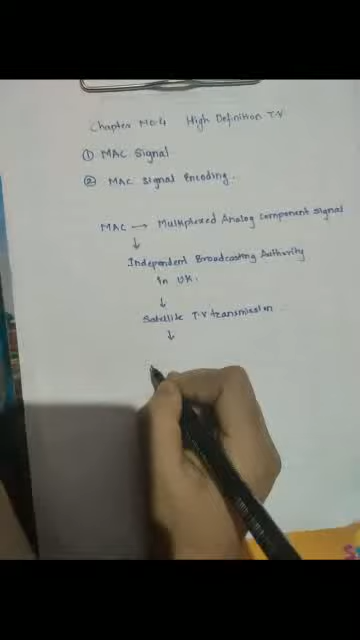 Chapter No.4 High Definition T.V
① MAC Signal
② MAC Signal Encoding.
MAC → Multiplexed Analog Component signal
↓
Independent Broadcasting Authority
in UK.
↓
Satellite T.V transmission
↓